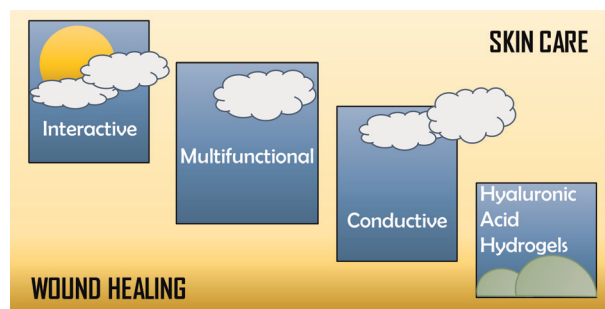 SKIN CARE
Interactive
Multifunctional
Conductive
Hyaluronic
Acid
Hydrogels
WOUND HEALING